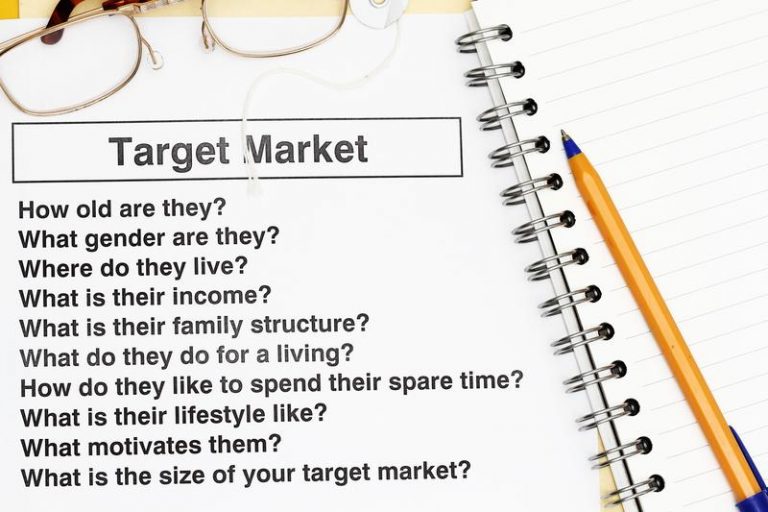 Target Market
How old are they?
What gender are they?
Where do they live?
What is their income?
What is their family structure?
What do they do for a living?
How do they like to spend their spare time?
What is their lifestyle like?
What motivates them?
What is the size of your target market?